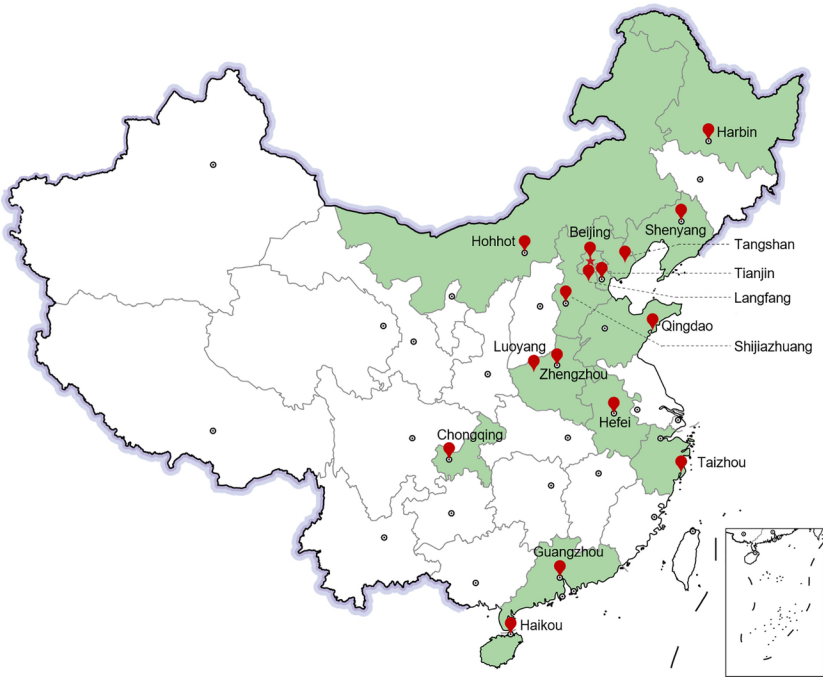 Harbin
Shenyang
Beijing
Hohhot
Tangshan
Tianjin
Langfang
Qingdao
Shijiazhuang
Luoyang
Zhengzhou
Hefei
Chongqing
Taizhou
Guangzhou
Haikou